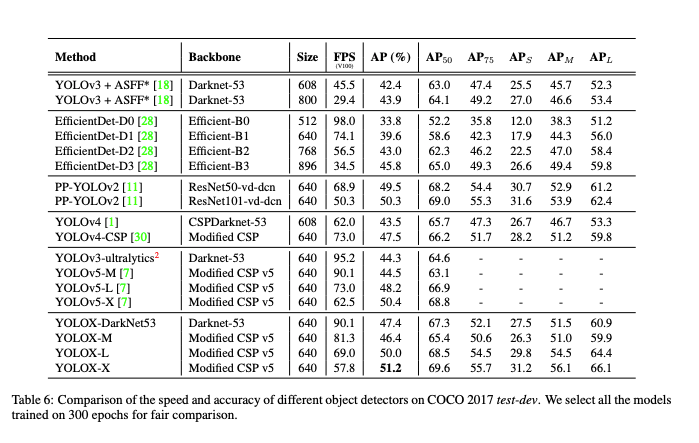 Method Backbone Size FPS (V100) AP (%) AP50 AP75 APS APM APL
YOLOv3 + ASFF* [18] Darknet-53 608 45.5 42.4 63.0 47.4 25.5 45.7 52.3
YOLOv3 + ASFF* [18] Darknet-53 800 29.4 43.9 64.1 49.2 27.0 46.6 53.4
EfficientDet-D0 [28] Efficient-B0 512 98.0 33.8 52.2 35.8 12.0 38.3 51.2
EfficientDet-D1 [28] Efficient-B1 640 74.1 39.6 58.6 42.3 17.9 44.3 56.0
EfficientDet-D2 [28] Efficient-B2 768 56.5 43.0 62.3 46.2 22.5 47.0 58.4
EfficientDet-D3 [28] Efficient-B3 896 34.5 45.8 65.0 49.3 26.6 49.4 59.8
PP-YOLOv2 [11] ResNet50-vd-dcn 640 68.9 49.5 68.2 54.4 30.7 52.9 61.2
PP-YOLOv2 [11] ResNet101-vd-dcn 640 50.3 50.3 69.0 55.3 31.6 53.9 62.4
YOLOv4 [1] CSPDarknet-53 608 62.0 43.5 65.7 47.3 26.7 46.7 53.3
YOLOv4-CSP [30] Modified CSP 640 73.0 47.5 66.2 51.7 28.2 51.2 59.8
YOLOv3-ultralytics2 Darknet-53 640 95.2 44.3 64.6 - - - -
YOLOv5-M [7] Modified CSP v5 640 90.1 44.5 63.1 - - - -
YOLOv5-L [7] Modified CSP v5 640 73.0 48.2 66.9 - - - -
YOLOv5-X [7] Modified CSP v5 640 62.5 50.4 68.8 - - - -
YOLOX-DarkNet53 Darknet-53 640 90.1 47.4 67.3 52.1 27.5 51.5 60.9
YOLOX-M Modified CSP v5 640 81.3 46.4 65.4 50.6 26.3 51.0 59.9
YOLOX-L Modified CSP v5 640 69.0 50.0 68.5 54.5 29.8 54.5 64.4
YOLOX-X Modified CSP v5 640 57.8 51.2 69.6 55.7 31.2 56.1 66.1
Table 6: Comparison of the speed and accuracy of different object detectors on COCO 2017 test-dev. We select all the models
trained on 300 epochs for fair comparison.